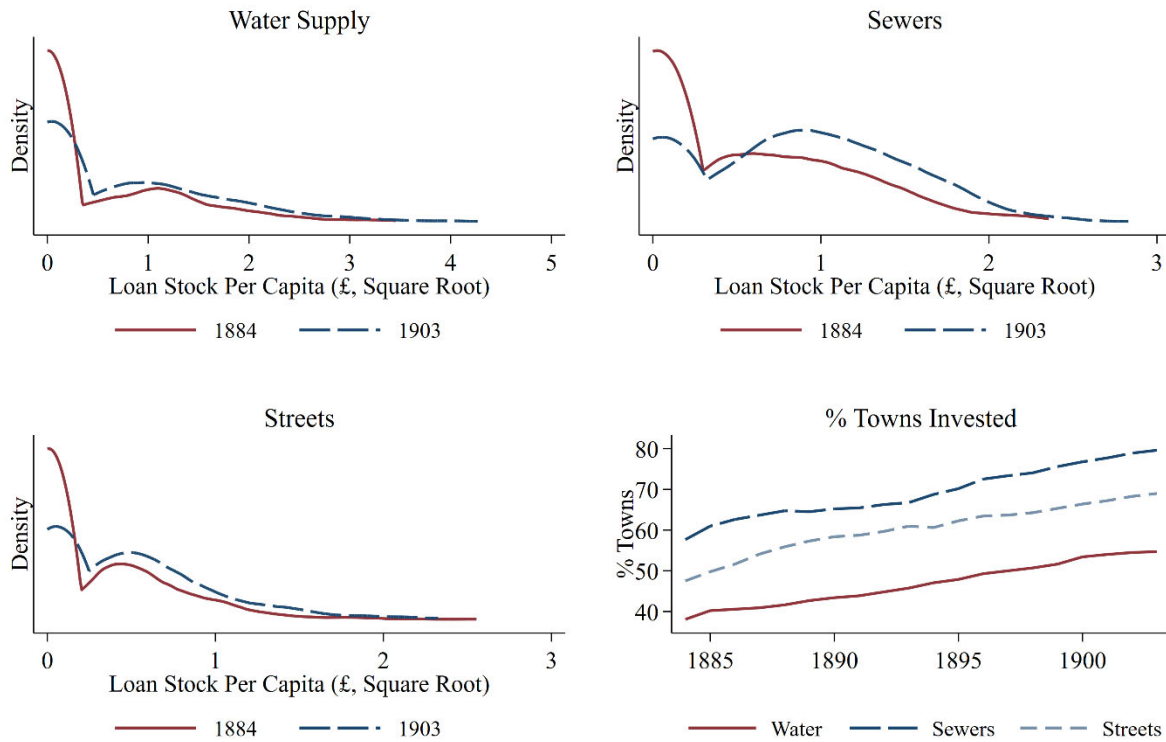 Water Supply
Density
0 1 2 3 4 5
Loan Stock Per Capita (£, Square Root)
1884 1903
Sewers
Density
0 1 2 3
Loan Stock Per Capita (£, Square Root)
1884 1903
Streets
Density
0 1 2 3
Loan Stock Per Capita (£, Square Root)
1884 1903
% Towns Invested
% Towns
80
70
60
50
40
1885 1890 1895 1900
Water Sewers Streets